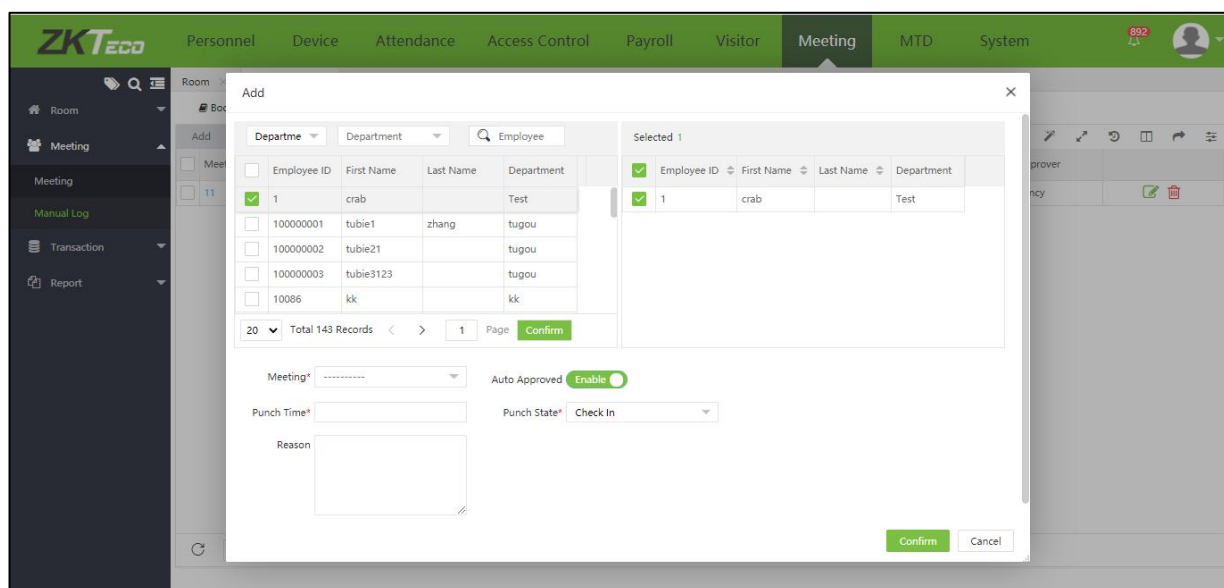 ZKTeco Personnel Device Attendance Access Control Payroll Visitor Meeting MTD System 892
Room
Room
Meeting
Meeting
Manual Log
Transaction
Report
Add
Meet
11
prover
ncy
Add
Departme Department Employee
Employee ID First Name Last Name Department
1 crab Test
100000001 tubie1 zhang tugou
100000002 tubie21 tugou
100000003 tubie3123 tugou
10086 kk kk
20 Total 143 Records < > 1 Page Confirm
Selected 1
Employee ID First Name Last Name Department
1 crab Test
Meeting* ---------- Auto Approved Enable
Punch Time* Punch State* Check In
Reason
Confirm Cancel